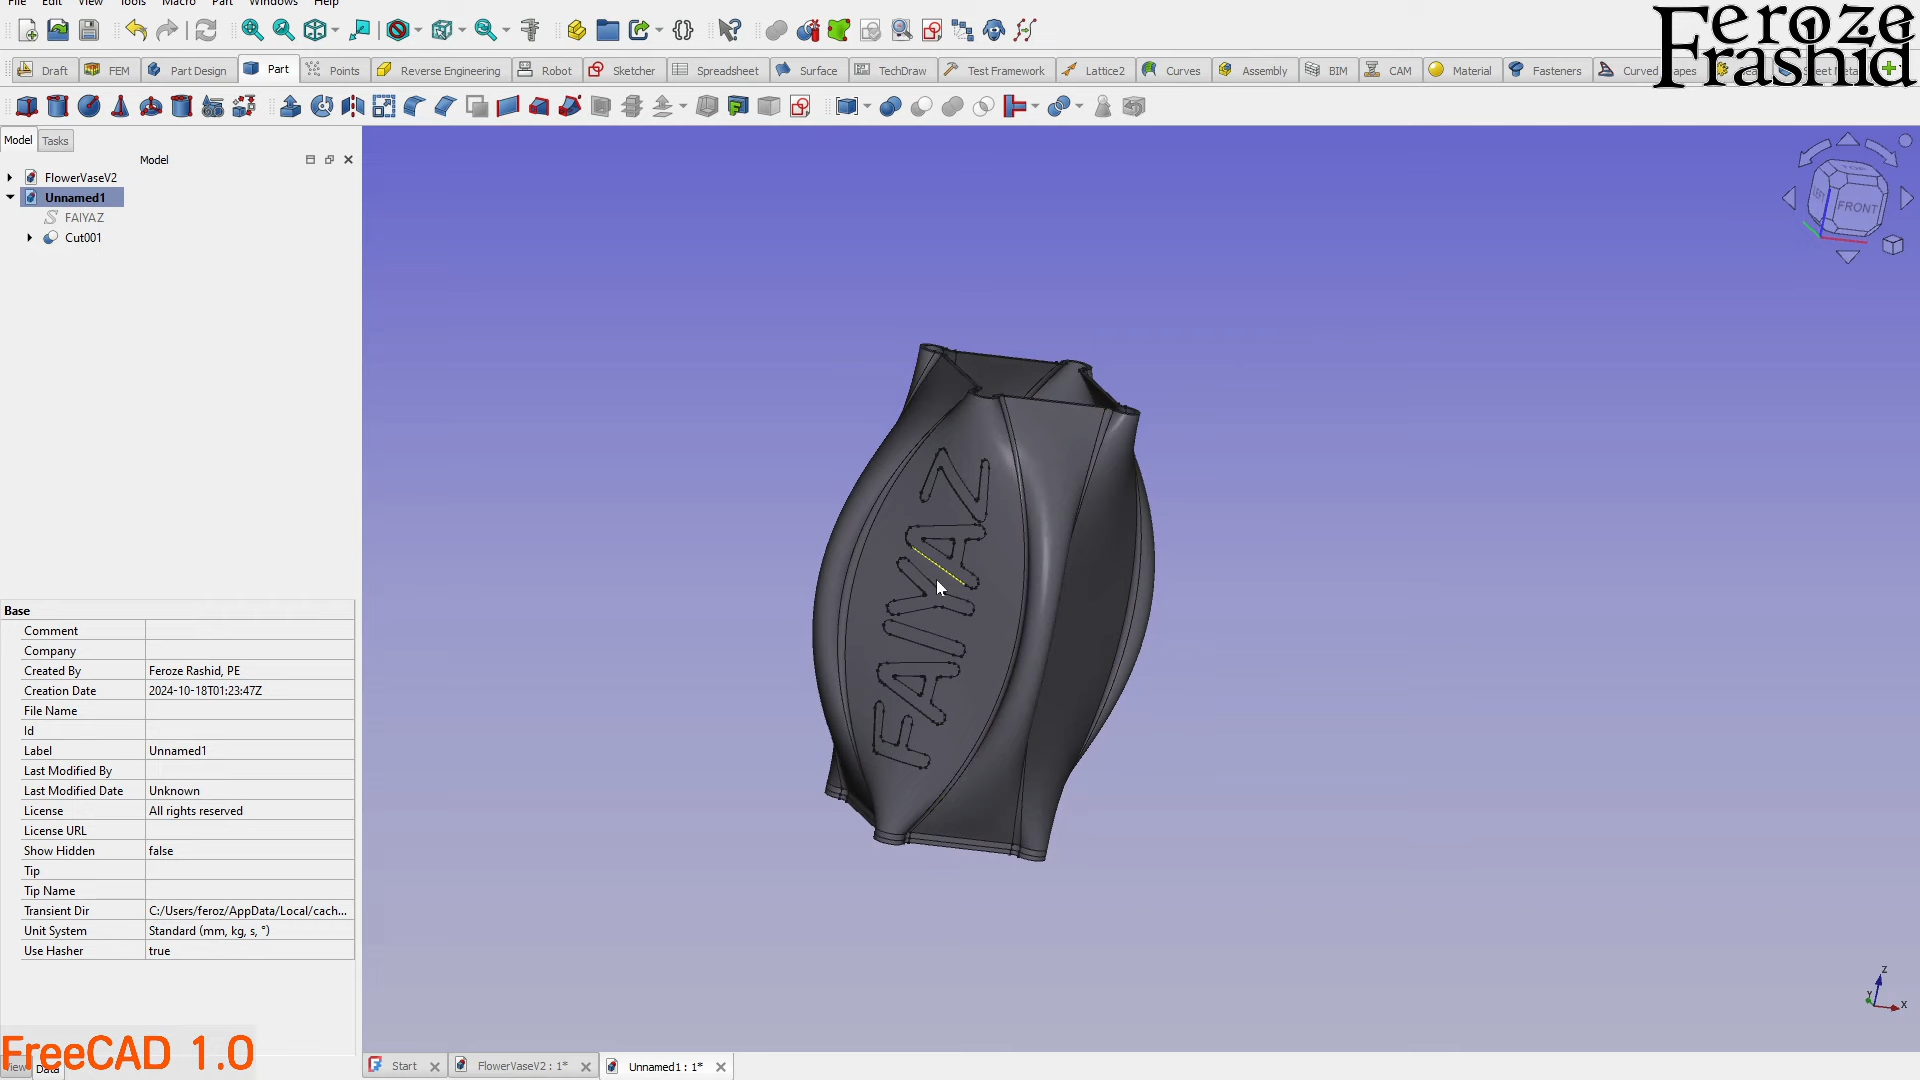 File Edit View Tools Macro Part Windows Help
Feroze
Frashid
Draft FEM Part Design Part Points Reverse Engineering Robot Sketcher Spreadsheet Surface TechDraw Test Framework Lattice2 Curves Assembly BIM CAM Material Fasteners
Model Tasks
Model
FlowerVaseV2
Unnamed1
FAIYAZ
Cut001
FRONT
LEFT
FAIYAZ
Base
Comment
Company
Created By Feroze Rashid, PE
Creation Date 2024-10-18T01:23:47Z
File Name
Id
Label Unnamed1
Last Modified By
Last Modified Date Unknown
License All rights reserved
License URL
Show Hidden false
Tip
Tip Name
Transient Dir C:/Users/feroz/AppData/Local/cach...
Unit System Standard (mm, kg, s, °)
Use Hasher true
Z
Y
X
FreeCAD 1.0
View Data
Start FlowerVaseV2 : 1* Unnamed1 : 1*